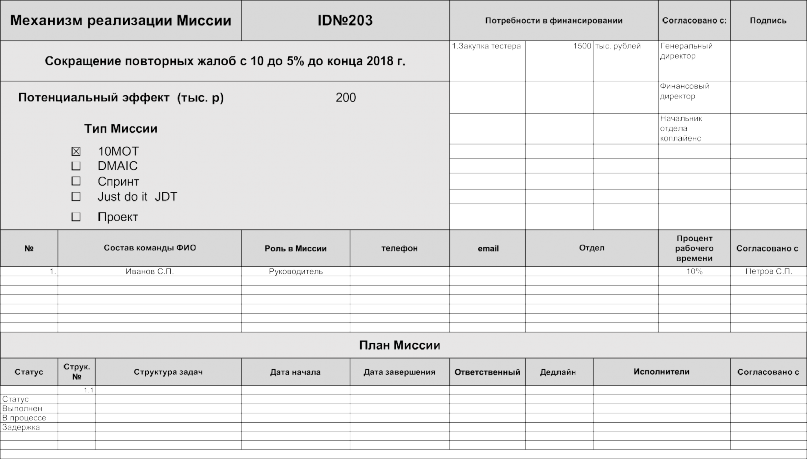 Механизм реализации Миссии ID№203 Потребности в финансировании Согласовано с: Подпись
Сокращение повторных жалоб с 10 до 5% до конца 2018 г.
1.Закупка тестера 1500 тыс. рублей Генеральный
директор
Потенциальный эффект (тыс. р) 200
Финансовый
директор
Тип Миссии
Начальник
отдела
комплаенс
☒ 10МОТ
☐ DMAIC
☐ Спринт
☐ Just do it JDT
☐ Проект
№ Состав команды ФИО Роль в Миссии телефон email Отдел Процент
рабочего
времени Согласовано с
1. Иванов С.П. Руководитель 10% Петров С.П.
План Миссии
Статус Струк.
№ Структура задач Дата начала Дата завершения Ответственный Дедлайн Исполнители Согласовано с
1.1
Статус
Выполнен
В процессе
Задержка